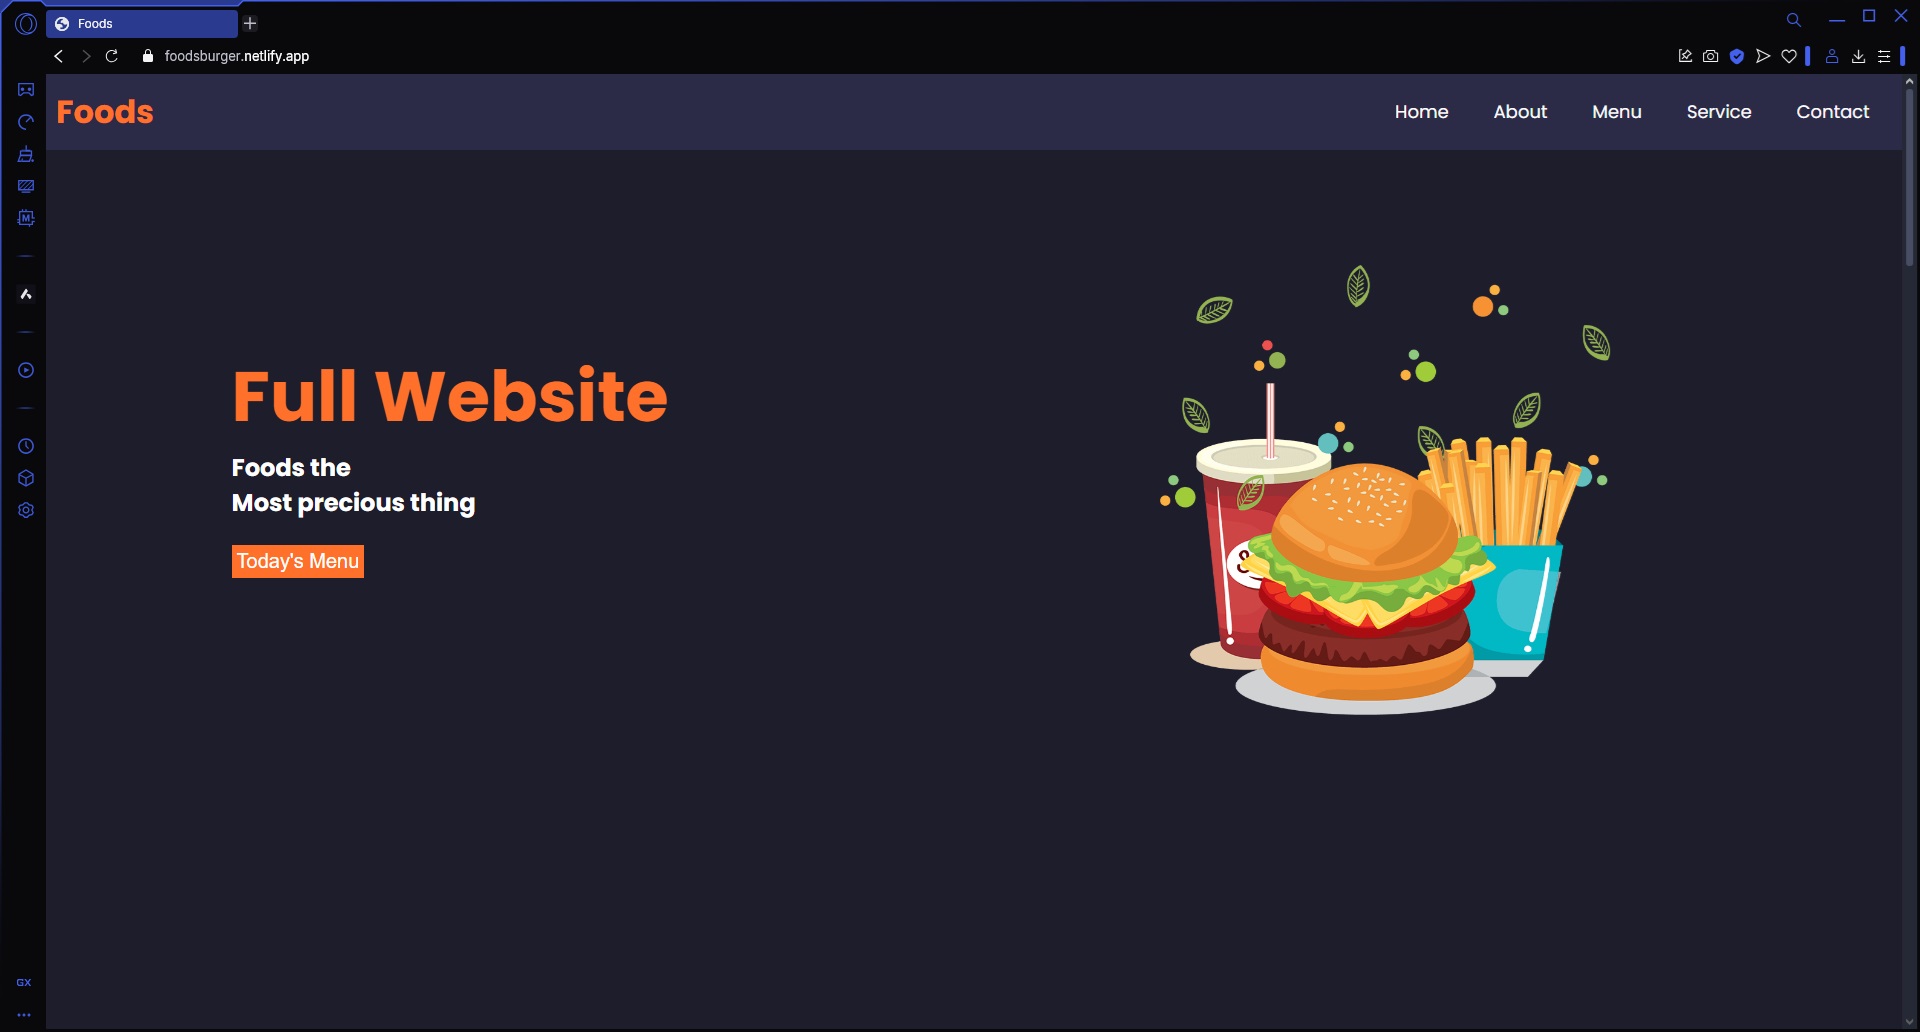 Foods
foodsburger.netlify.app
Foods
Home About Menu Service Contact
Full Website
Foods the
Most precious thing
Today's Menu
M
GX